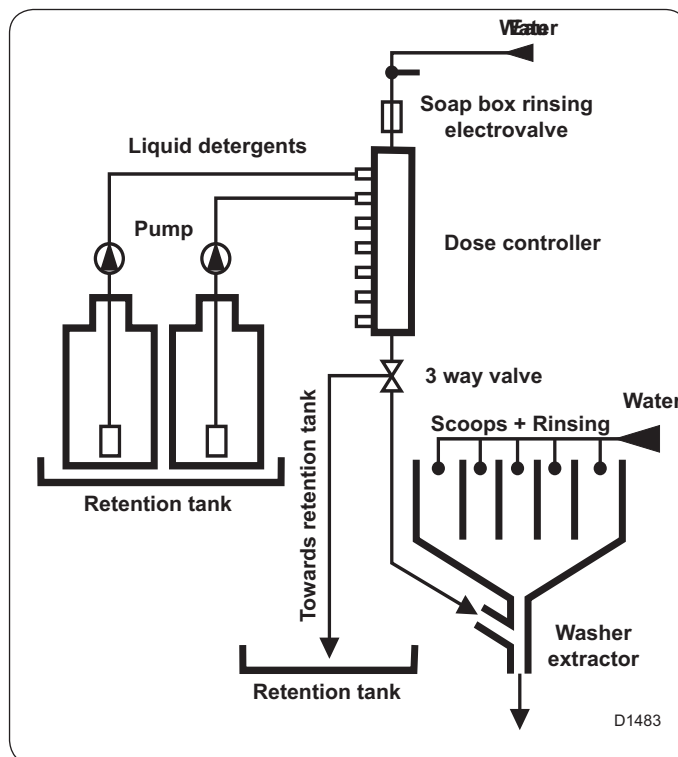 Water
Soap box rinsing
electrovalve
Liquid detergents
Pump
Dose controller
3 way valve
Water
Scoops + Rinsing
Retention tank
Towards retention tank
Washer
extractor
Retention tank
D1483